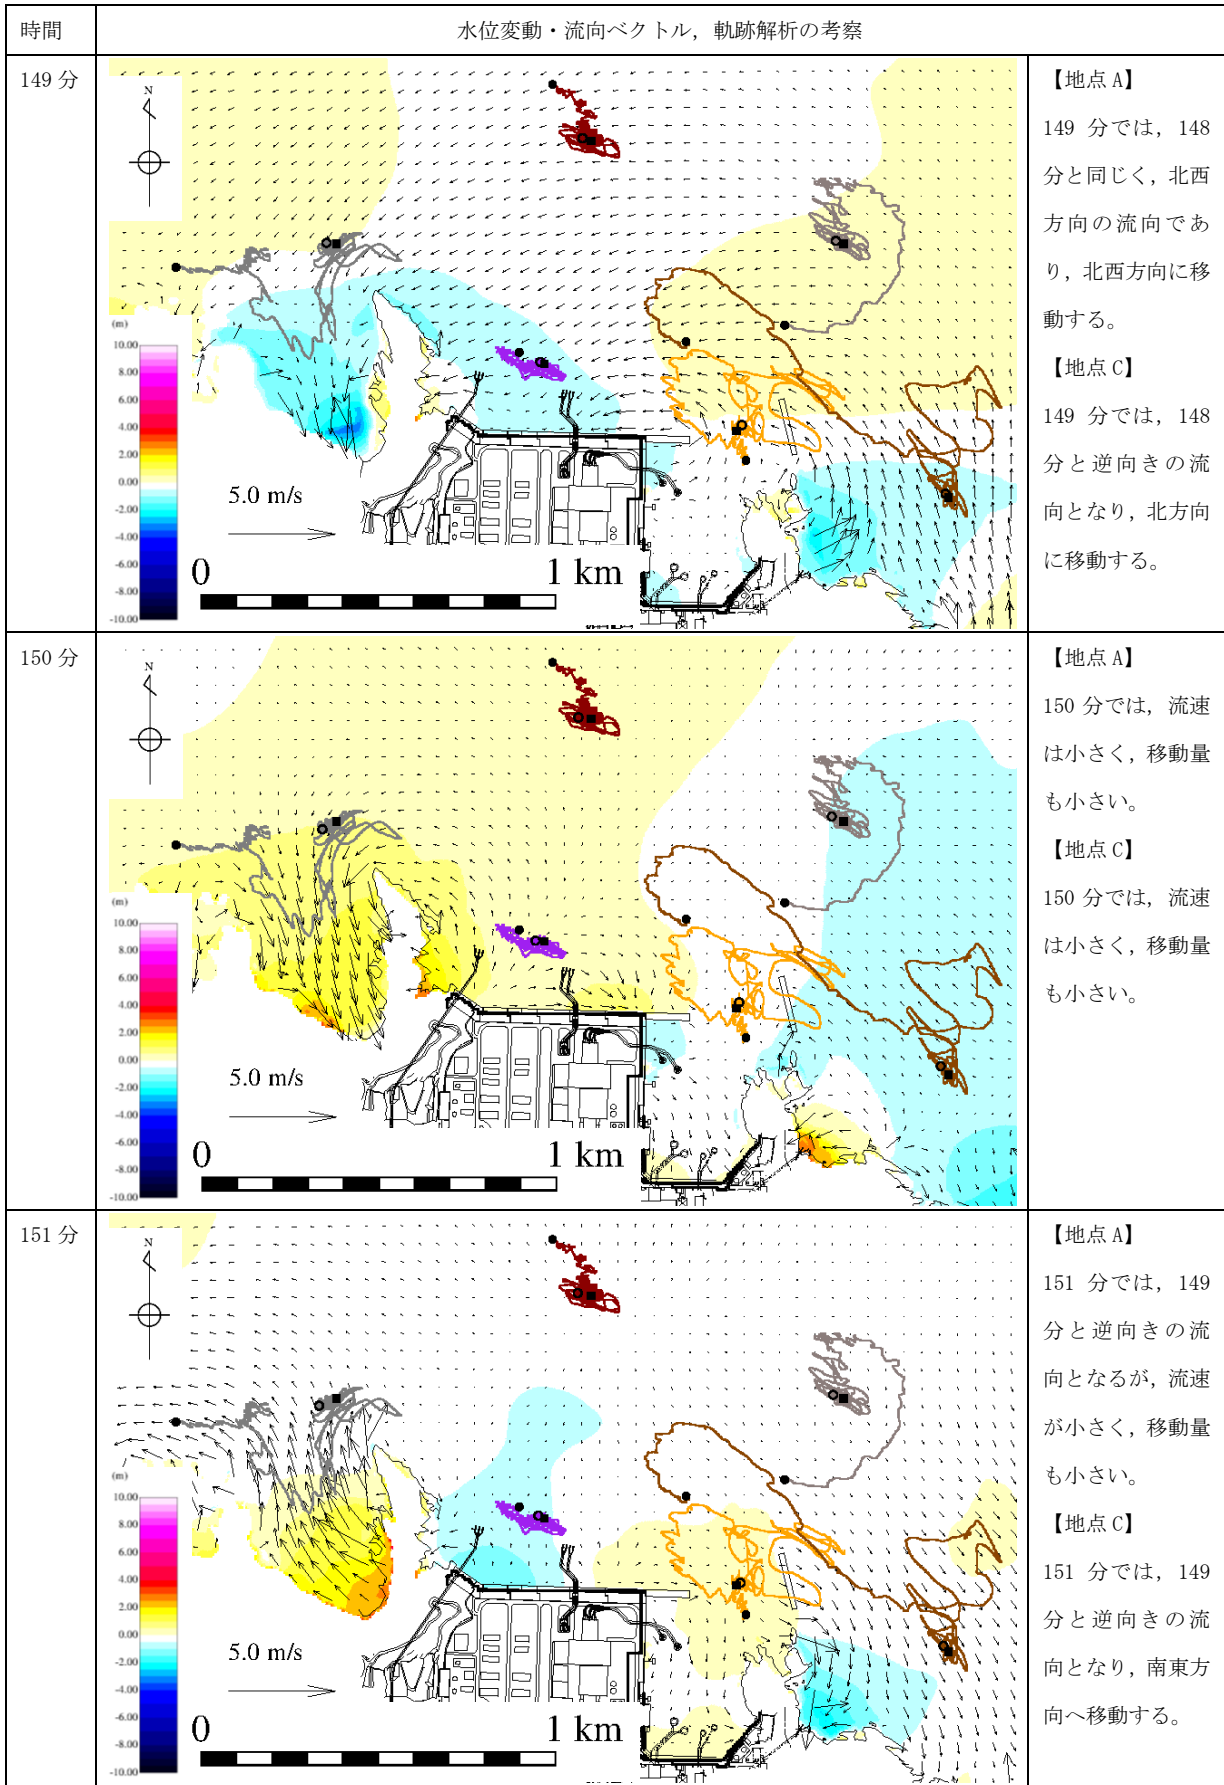 時間
水位変動・流向ベクトル，軌跡解析の考察
149 分
N
(m)
10.00
8.00
6.00
4.00
2.00
0.00
-2.00
-4.00
-6.00
-8.00
-10.00
5.0 m/s
0
1 km
【地点 A】
149 分では，148
分と同じく，北西
方向の流向であ
り，北西方向に移
動する。
【地点 C】
149 分では，148
分と逆向きの流
向となり，北方向
に移動する。
150 分
N
(m)
10.00
8.00
6.00
4.00
2.00
0.00
-2.00
-4.00
-6.00
-8.00
-10.00
5.0 m/s
0
1 km
【地点 A】
150 分では，流速
は小さく，移動量
も小さい。
【地点 C】
150 分では，流速
は小さく，移動量
も小さい。
151 分
N
(m)
10.00
8.00
6.00
4.00
2.00
0.00
-2.00
-4.00
-6.00
-8.00
-10.00
5.0 m/s
0
1 km
【地点 A】
151 分では，149
分と逆向きの流
向となるが，流速
が小さく，移動量
も小さい。
【地点 C】
151 分では，149
分と逆向きの流
向となり，南東方
向へ移動する。